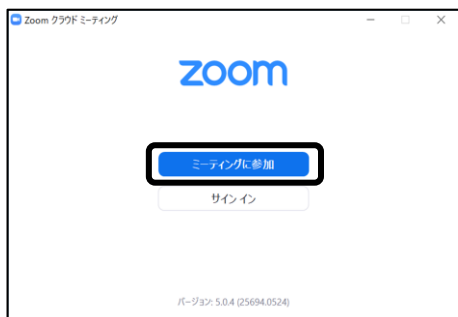 Zoom クラウド ミーティング
zoom
ミーティングに参加
サイン イン
バージョン: 5.0.4 (25694.0524)